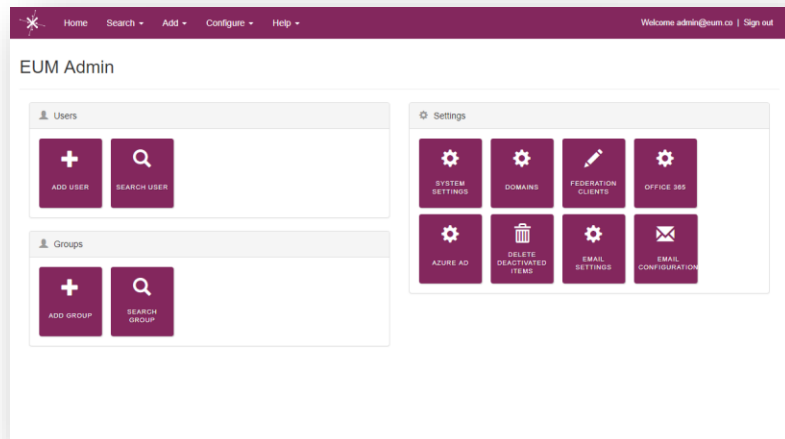 Home Search Add Configure Help Welcome admin@eum.co | Sign out
EUM Admin
Users
ADD USER
SEARCH USER
Groups
ADD GROUP
SEARCH
GROUP
Settings
SYSTEM
SETTINGS
DOMAINS
FEDERATION
CLIENTS
OFFICE 365
AZURE AD
DELETE
DEACTIVATED
ITEMS
EMAIL
SETTINGS
EMAIL
CONFIGURATION